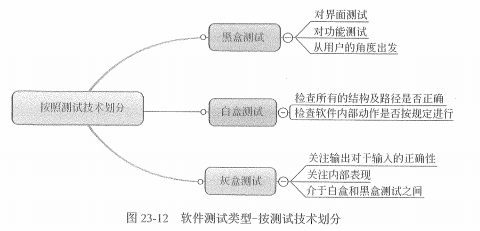 按照测试技术划分
黑盒测试
对界面测试
对功能测试
从用户的角度出发
白盒测试
检查所有的结构及路径是否正确
检查软件内部动作是否按规定进行
灰盒测试
关注输出对于输入的正确性
关注内部表现
介于白盒和黑盒测试之间
图 23-12 软件测试类型-按测试技术划分